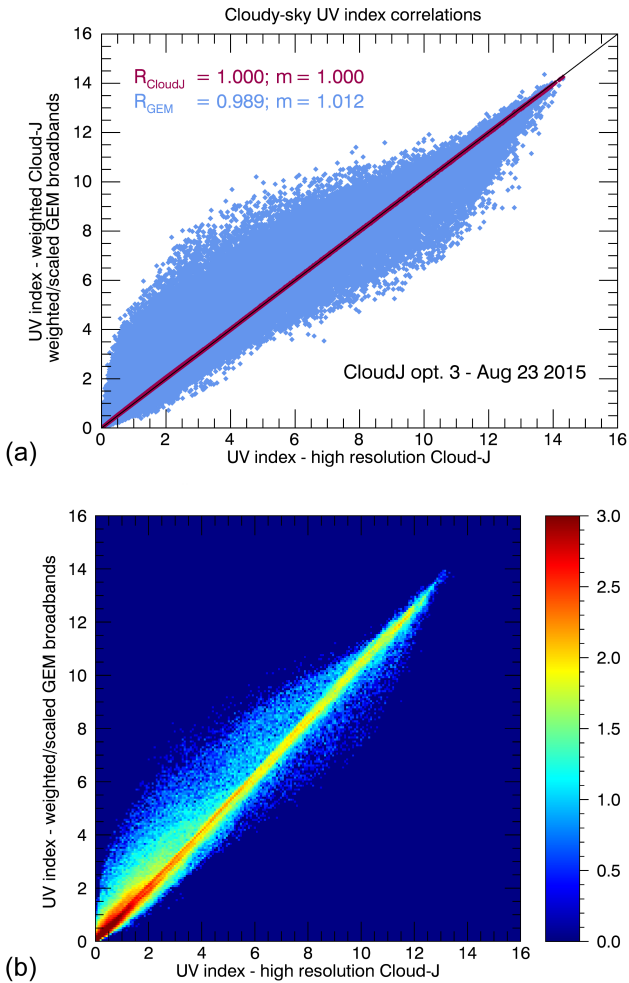 Cloudy-sky UV index correlations
R_CloudJ = 1.000; m = 1.000
R_GEM = 0.989; m = 1.012
CloudJ opt. 3 - Aug 23 2015
UV index - weighted Cloud-J
weighted/scaled GEM broadbands
16
14
12
10
8
6
4
2
0
0 2 4 6 8 10 12 14 16
UV index - high resolution Cloud-J
(a)
UV index - weighted/scaled GEM broadbands
16
14
12
10
8
6
4
2
0
0 2 4 6 8 10 12 14 16
UV index - high resolution Cloud-J
3.0
2.5
2.0
1.5
1.0
0.5
0.0
(b)